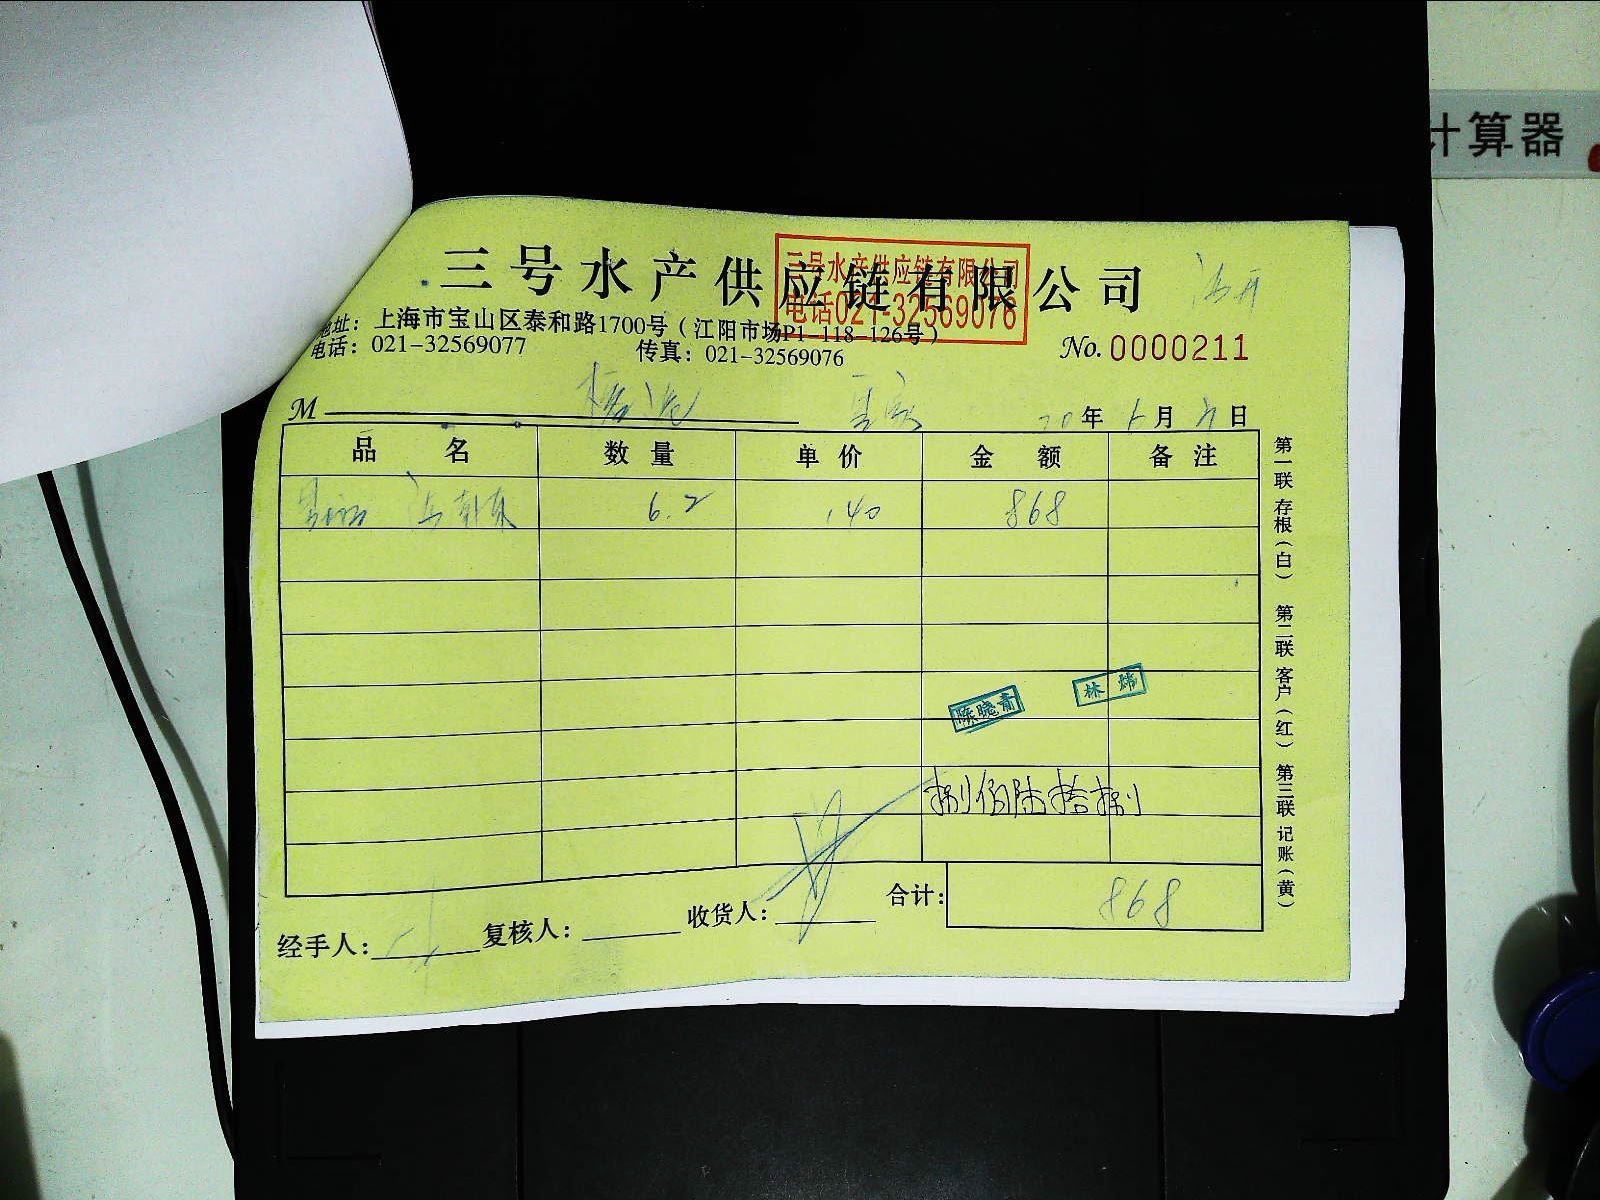 计算器
三号水产供应链有限公司
三号水产供应链有限公司
电话021-32569076
地址：上海市宝山区泰和路1700号（江阳市场P1-118-126号）
电话：021-32569077 传真：021-32569076
No.0000211
M 年 月 日
品名 数量 单价 金额 备注
6.2 140 868
陈晓青 林炜
捌佰陆拾捌
经手人： 复核人： 收货人： 合计： 868
第一联 存根（白） 第二联 客户（红） 第三联 记账（黄）